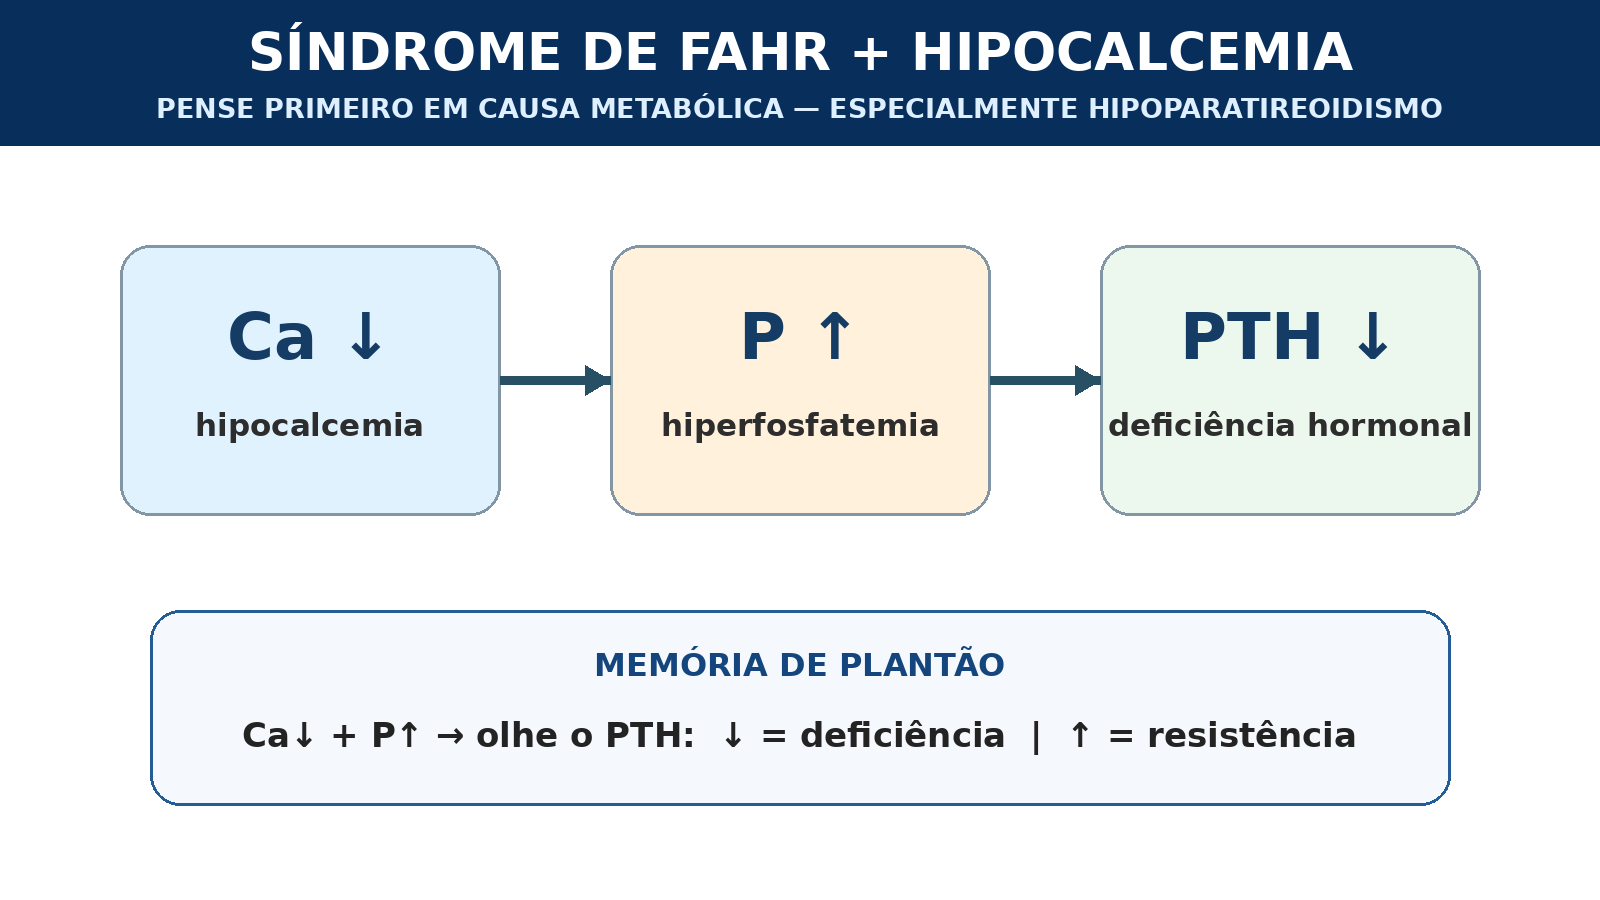 SÍNDROME DE FAHR + HIPOCALCEMIA
PENSE PRIMEIRO EM CAUSA METABÓLICA — ESPECIALMENTE HIPOPARATIREOIDISMO
Ca ↓
hipocalcemia
P ↑
hiperfosfatemia
PTH ↓
deficiência hormonal
MEMÓRIA DE PLANTÃO
Ca↓ + P↑ → olhe o PTH: ↓ = deficiência | ↑ = resistência